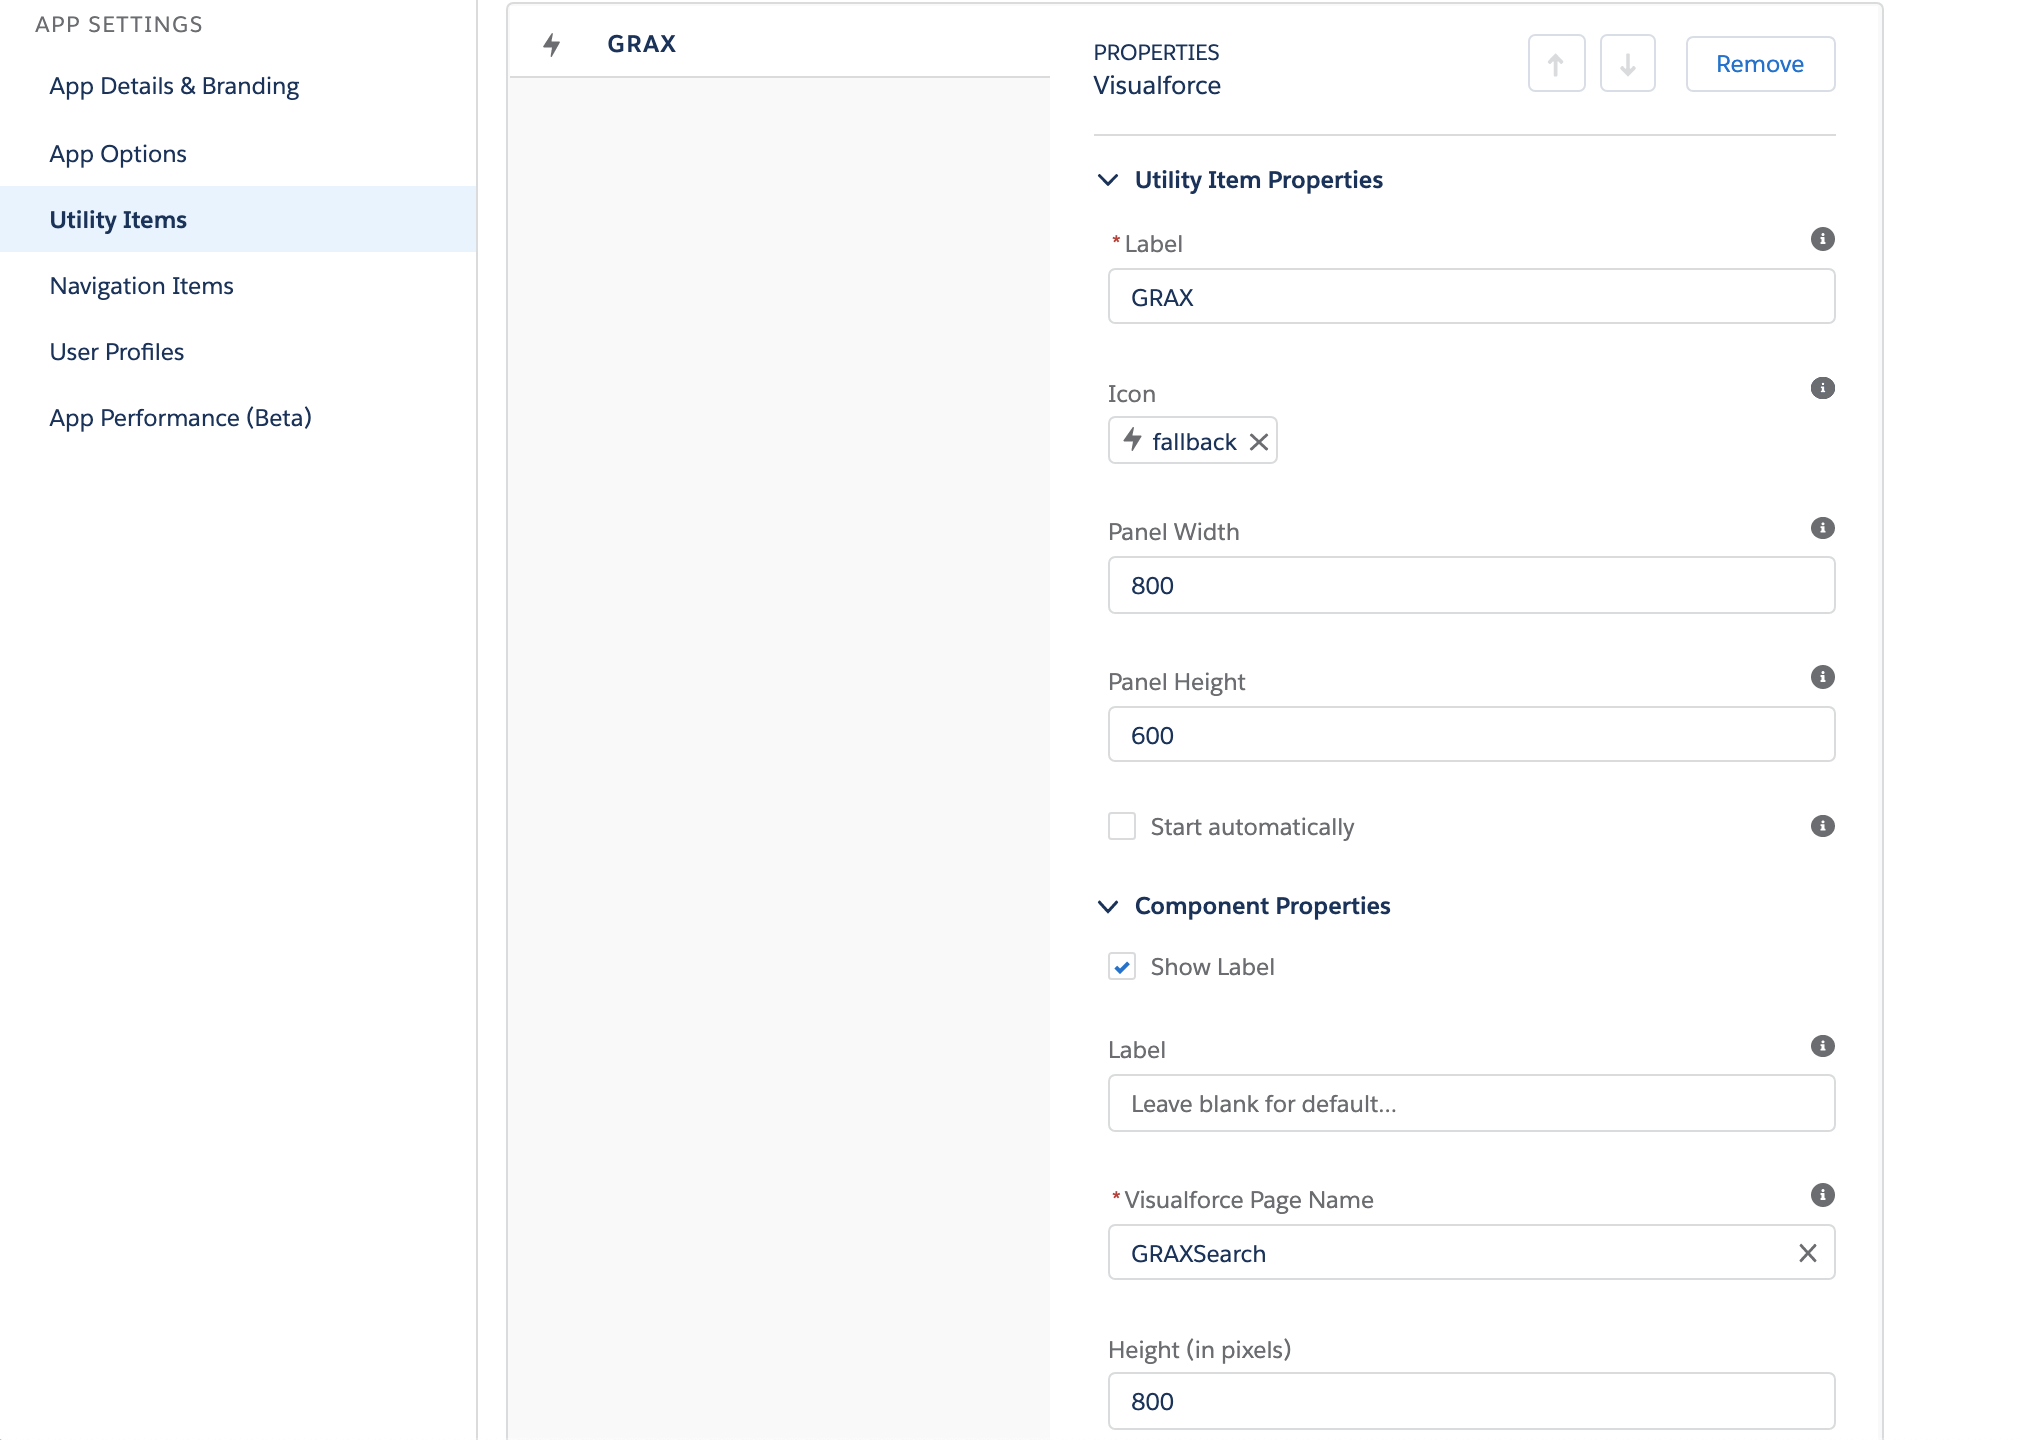 APP SETTINGS
App Details & Branding
App Options
Utility Items
Navigation Items
User Profiles
App Performance (Beta)
GRAX
PROPERTIES
Visualforce
Remove
Utility Item Properties
* Label
GRAX
Icon
fallback
Panel Width
800
Panel Height
600
Start automatically
Component Properties
Show Label
Label
Leave blank for default...
* Visualforce Page Name
GRAXSearch
Height (in pixels)
800